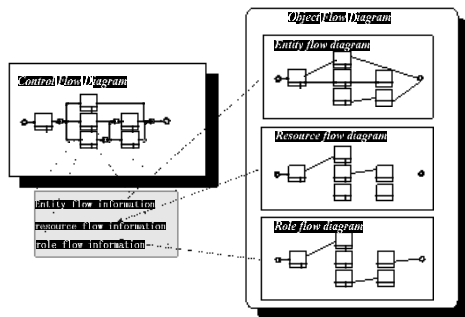 Object Flow Diagram
Entity flow diagram
Control Flow Diagram
Resource flow diagram
Entity flow information
resource flow information
role flow information
Role flow diagram